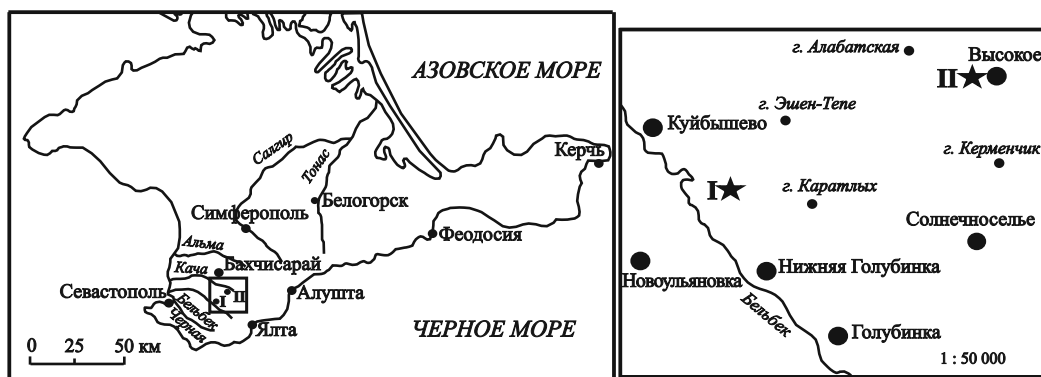 АЗОВСКОЕ МОРЕ
Салгир
Тонас
Керчь
Белогорск
Симферополь
Феодосия
Альма
Кача
Бахчисарай
Севастополь
I
II
Бельбек
Черная
Алушта
Ялта
ЧЕРНОЕ МОРЕ
0 25 50 км
г. Алабатская
Высокое
II
г. Эшен-Тепе
Куйбышево
г. Керменчик
I
г. Каратлых
Солнечноселье
Новоульяновка
Нижняя Голубинка
Бельбек
Голубинка
1 : 50 000